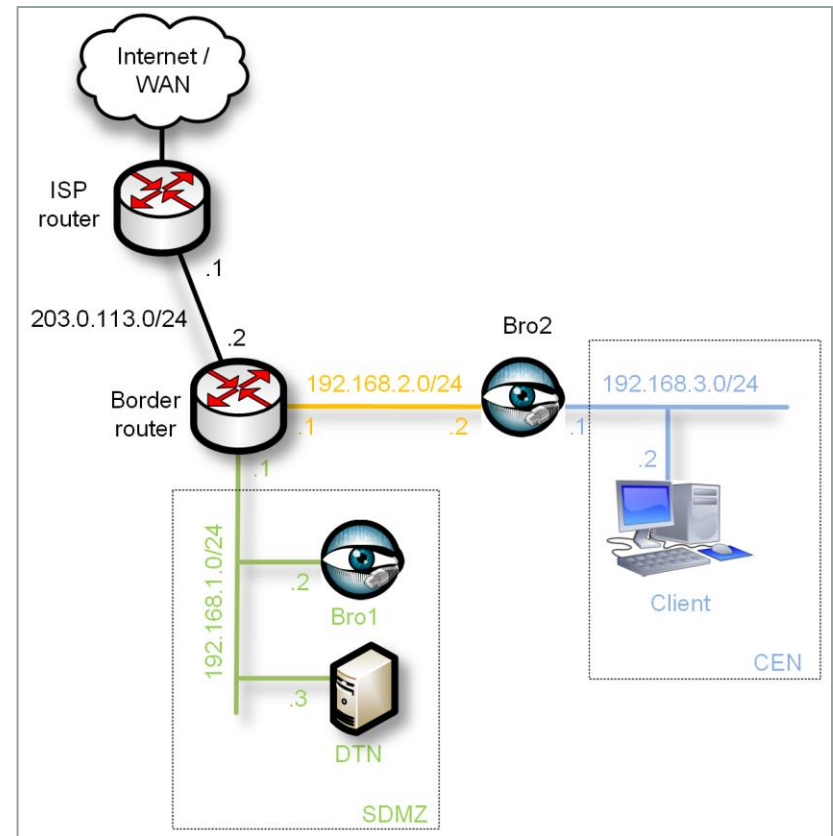 Internet /
WAN
ISP
router
.1
203.0.113.0/24
.2
Bro2
Border
router
192.168.2.0/24
.1
.2
192.168.3.0/24
.1
.2
Client
CEN
.1
192.168.1.0/24
.2
Bro1
.3
DTN
SDMZ